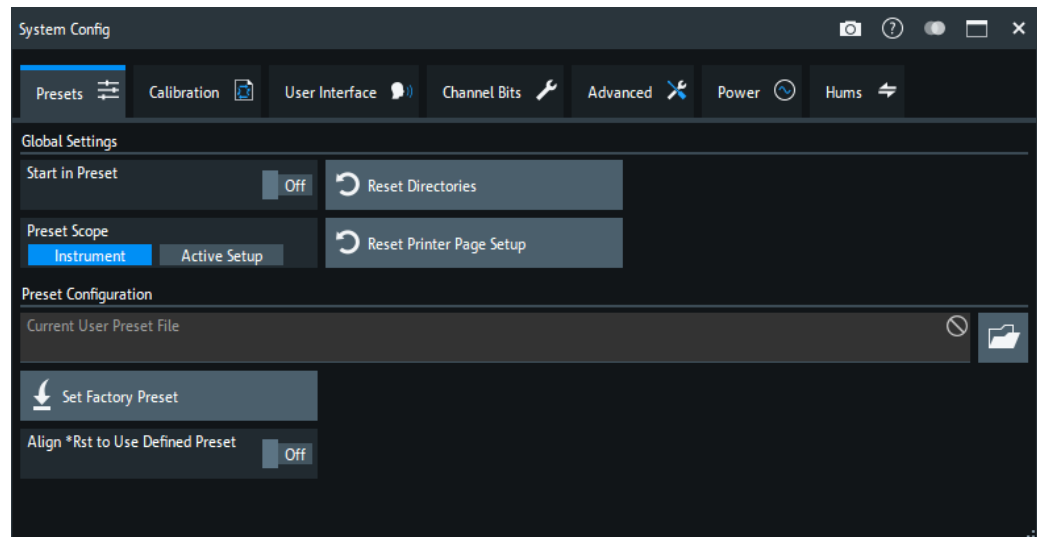 System Config
Presets
Calibration
User Interface
Channel Bits
Advanced
Power
Hums
Global Settings
Start in Preset
Off
Reset Directories
Preset Scope
Instrument
Active Setup
Reset Printer Page Setup
Preset Configuration
Current User Preset File
Set Factory Preset
Align *Rst to Use Defined Preset
Off